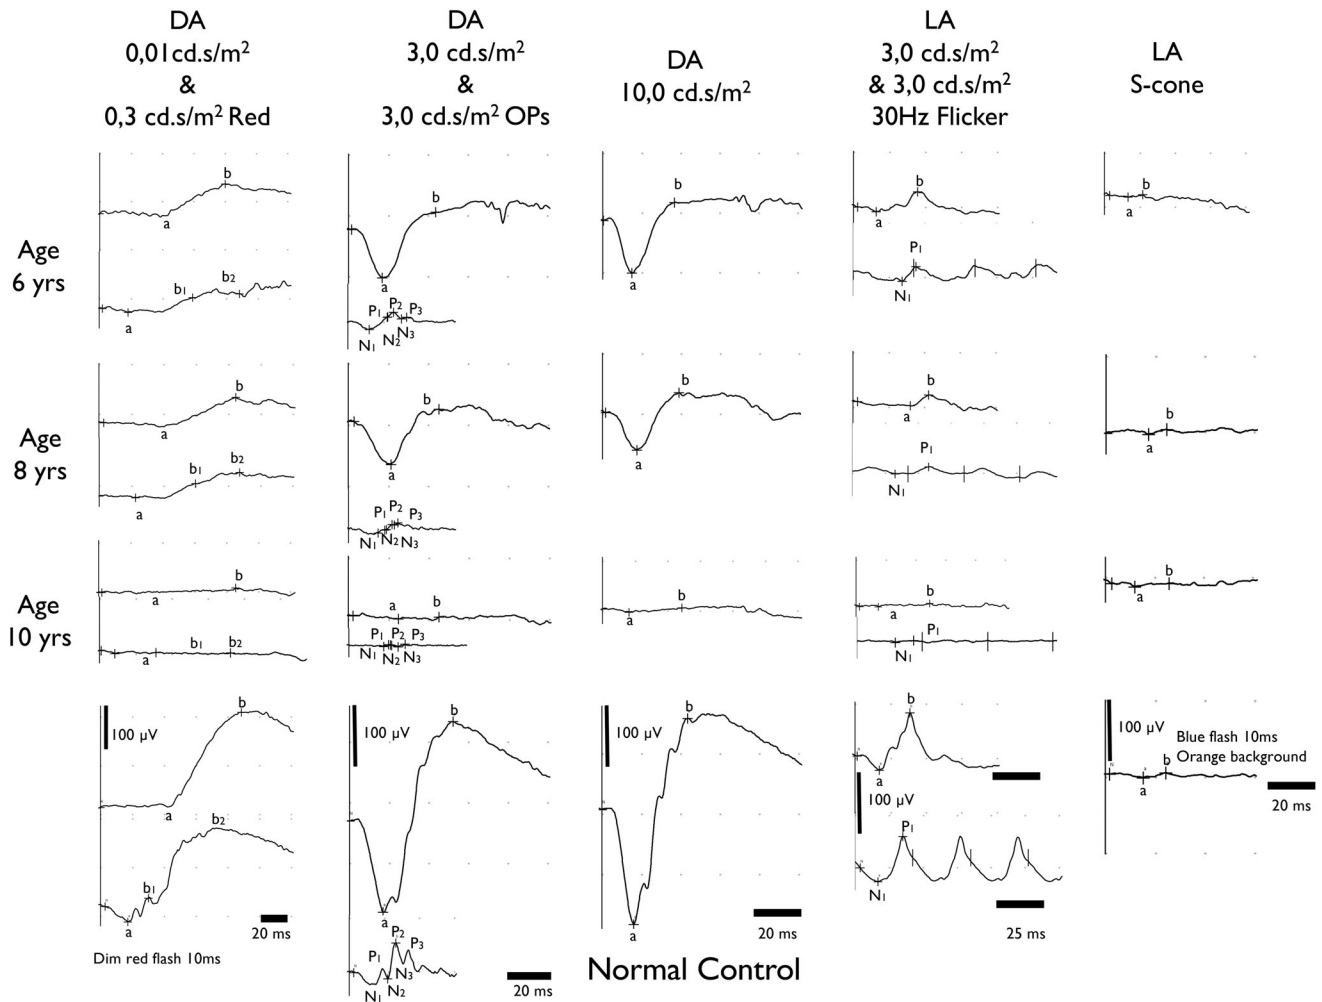 DA
0,01cd.s/m²
&
0,3 cd.s/m² Red
DA
3,0 cd.s/m²
&
3,0 cd.s/m² OPs
DA
10,0 cd.s/m²
LA
3,0 cd.s/m²
& 3,0 cd.s/m²
30Hz Flicker
LA
S-cone
Age
6 yrs
b
a
b1
b2
a
b
a
P1
P2
P3
N1
N2
N3
b
a
b
a
P1
N1
b
a
Age
8 yrs
b
a
b1
b2
a
b
a
P1
P2
P3
N1
N2
N3
b
a
b
a
P1
N1
b
a
Age
10 yrs
b
a
b1
b2
a
a
b
P1
P2
P3
N1
N2
N3
b
a
b
a
P1
N1
b
a
100 µV
b
a
b2
b1
a
20 ms
Dim red flash 10ms
100 µV
b
a
P1
P2
P3
N1
N2
N3
20 ms
100 µV
b
a
20 ms
Normal Control
b
a
100 µV
P1
N1
25 ms
100 µV
Blue flash 10ms
Orange background
b
a
20 ms